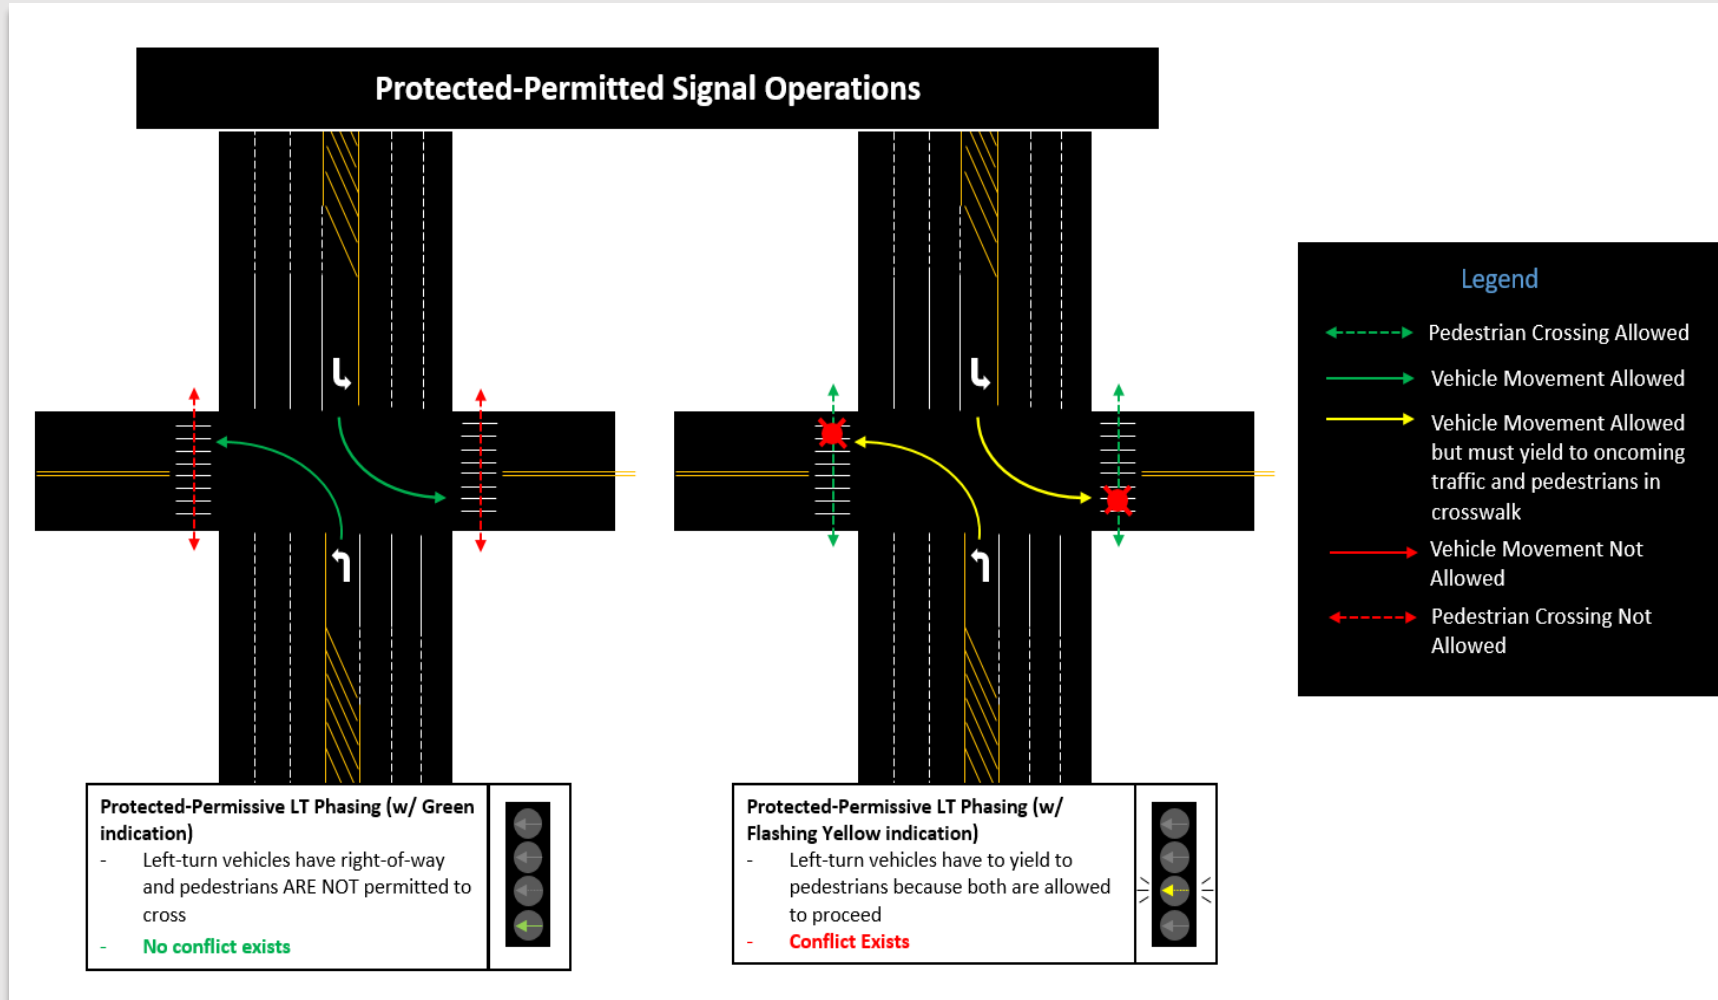 Protected-Permitted Signal Operations
Legend
Pedestrian Crossing Allowed
Vehicle Movement Allowed
Vehicle Movement Allowed
but must yield to oncoming
traffic and pedestrians in
crosswalk
Vehicle Movement Not
Allowed
Pedestrian Crossing Not
Allowed
Protected-Permissive LT Phasing (w/ Green
indication)
- Left-turn vehicles have right-of-way
and pedestrians ARE NOT permitted to
cross
- No conflict exists
Protected-Permissive LT Phasing (w/
Flashing Yellow indication)
- Left-turn vehicles have to yield to
pedestrians because both are allowed
to proceed
- Conflict Exists